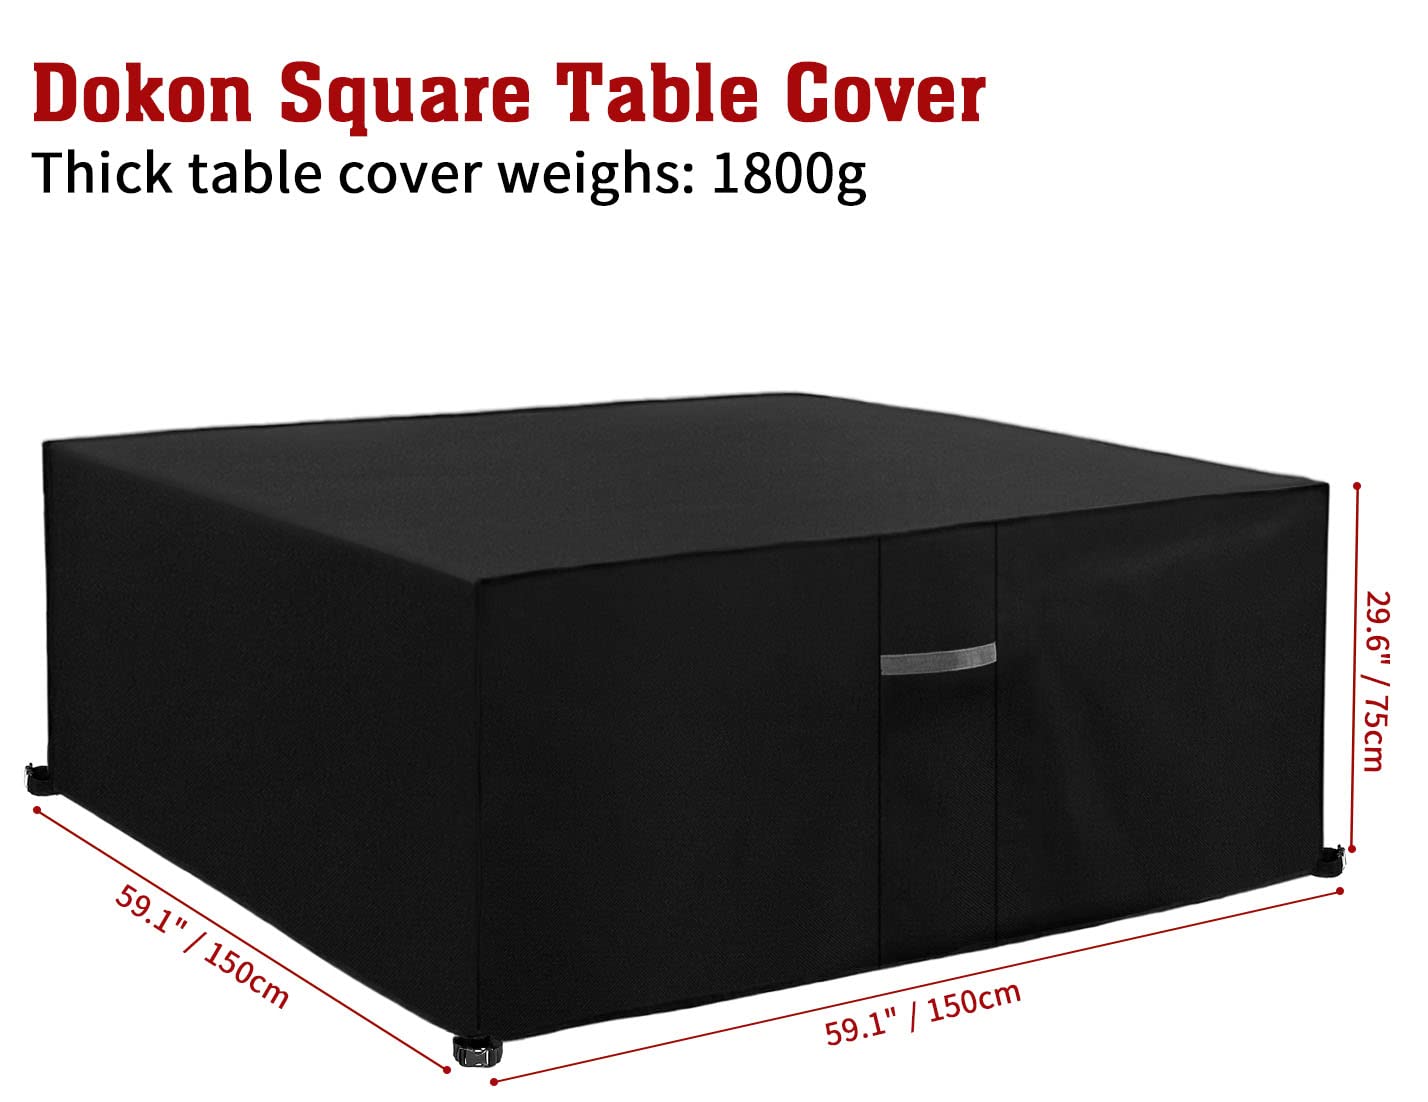 Dokon Square Table Cover
Thick table cover weighs: 1800g
29.6" / 75cm
59.1" / 150cm
59.1" / 150cm